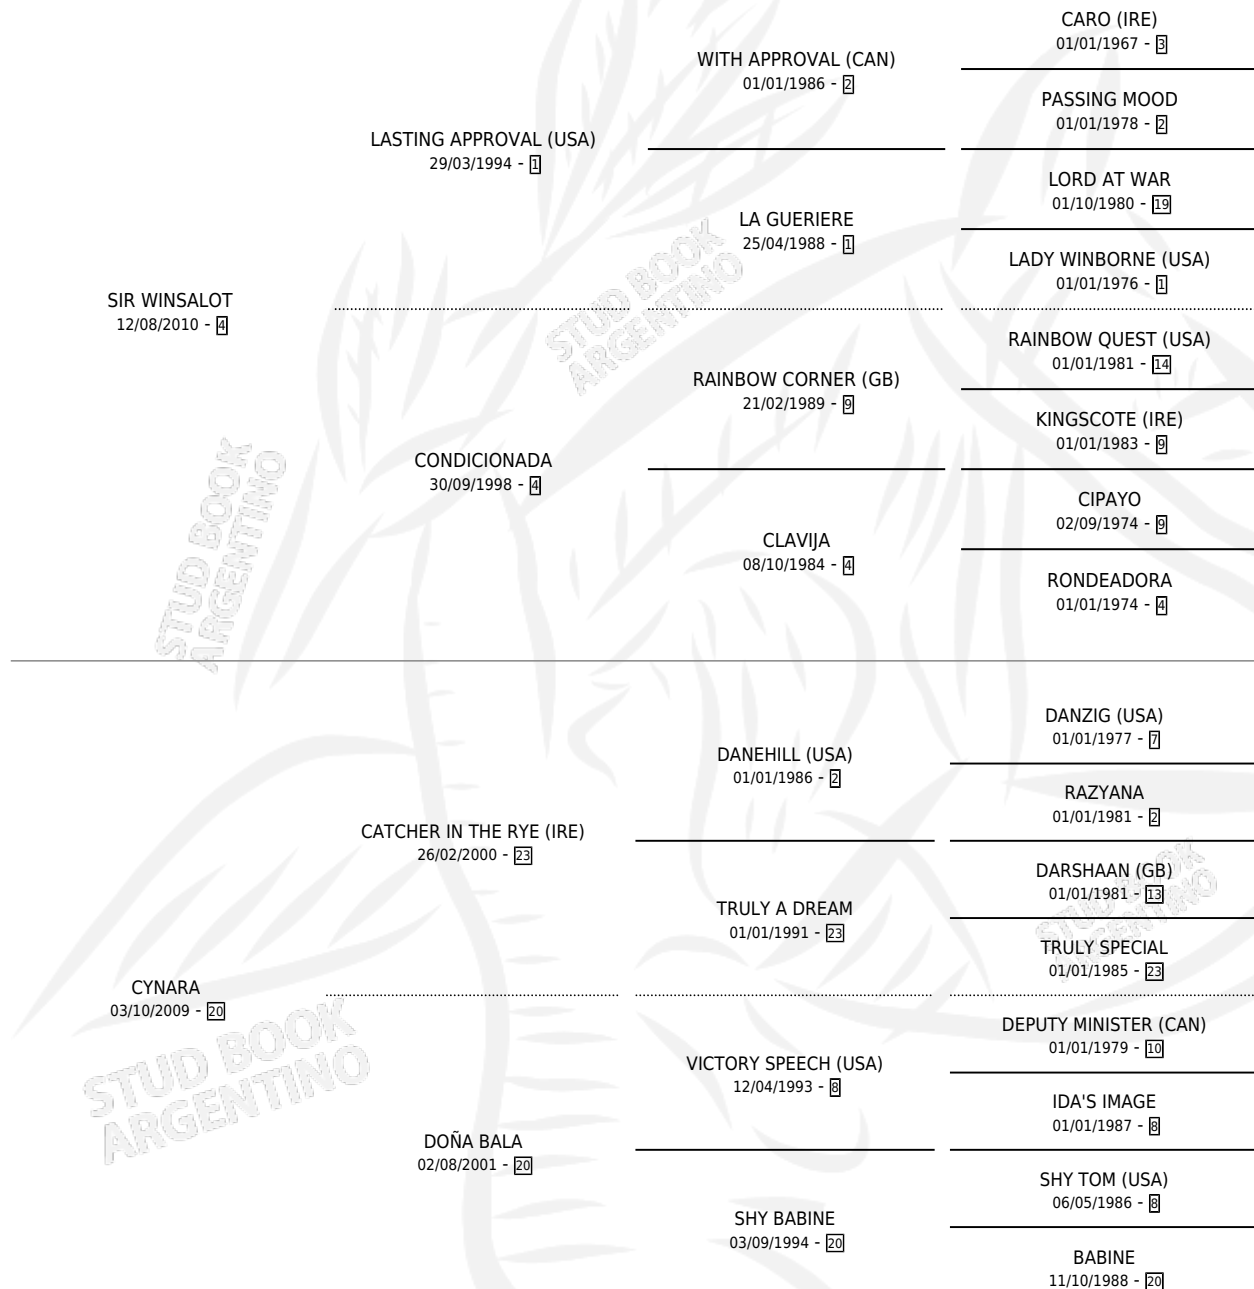 CARO (IRE)
01/01/1967 - 3
WITH APPROVAL (CAN)
01/01/1986 - 2
PASSING MOOD
01/01/1978 - 2
LASTING APPROVAL (USA)
29/03/1994 - 1
LORD AT WAR
01/10/1980 - 19
LA GUERIERE
25/04/1988 - 1
LADY WINBORNE (USA)
01/01/1976 - 1
SIR WINSALOT
12/08/2010 - 4
RAINBOW QUEST (USA)
01/01/1981 - 14
RAINBOW CORNER (GB)
21/02/1989 - 9
KINGSCOTE (IRE)
01/01/1983 - 9
CONDICIONADA
30/09/1998 - 4
CIPAYO
02/09/1974 - 9
CLAVIJA
08/10/1984 - 4
RONDEADORA
01/01/1974 - 4
STUD BOOK
ARGENTINO
STUD BOOK
ARGENTINO
DANZIG (USA)
01/01/1977 - 7
DANEHILL (USA)
01/01/1986 - 2
RAZYANA
01/01/1981 - 2
CATCHER IN THE RYE (IRE)
26/02/2000 - 23
DARSHAAN (GB)
01/01/1981 - 13
TRULY A DREAM
01/01/1991 - 23
TRULY SPECIAL
01/01/1985 - 23
CYNARA
03/10/2009 - 20
DEPUTY MINISTER (CAN)
01/01/1979 - 10
VICTORY SPEECH (USA)
12/04/1993 - 8
IDA'S IMAGE
01/01/1987 - 8
DOÑA BALA
02/08/2001 - 20
SHY TOM (USA)
06/05/1986 - 8
SHY BABINE
03/09/1994 - 20
BABINE
11/10/1988 - 20
STUD BOOK
ARGENTINO
STUD BOOK
ARGENTINO